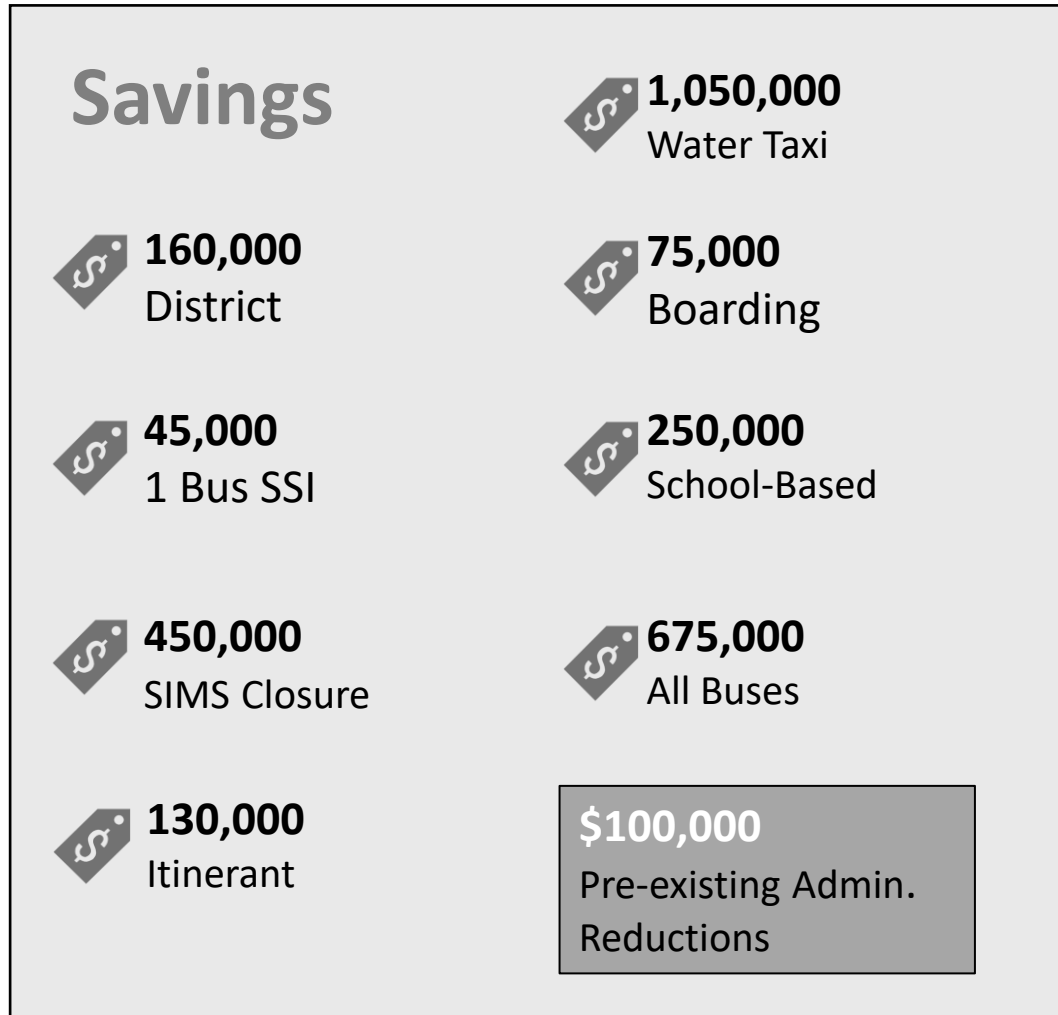 Savings
160,000
District
45,000
1 Bus SSI
450,000
SIMS Closure
130,000
Itinerant
1,050,000
Water Taxi
75,000
Boarding
250,000
School-Based
675,000
All Buses
$100,000
Pre-existing Admin.
Reductions